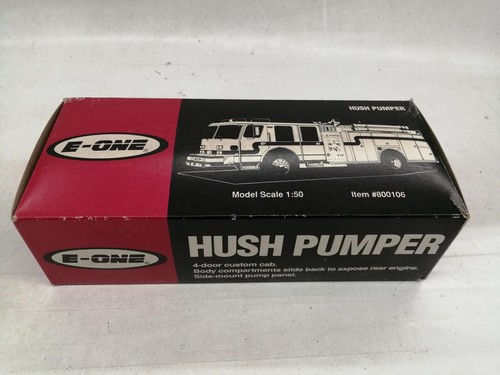 HUSH PUMPER
E-ONE
Model Scale 1:50 Item #800106
E-ONE
HUSH PUMPER
4-door custom cab.
Body compartments slide back to expose rear engine.
Side-mount pump panel.